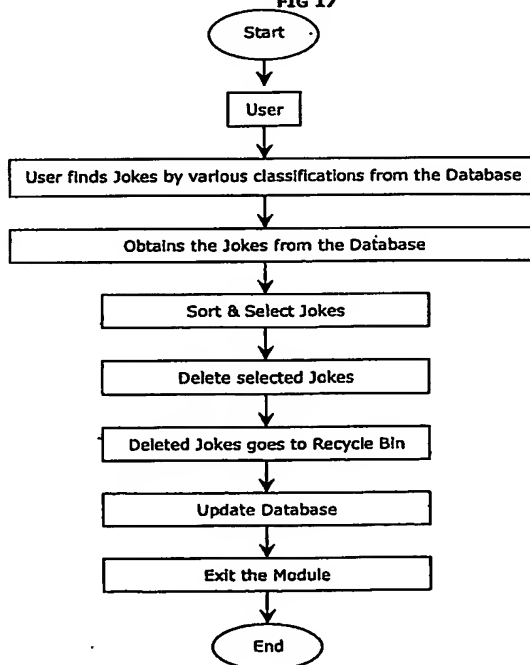 FIG 17
Start
User
User finds Jokes by various classifications from the Database
Obtains the Jokes from the Database
Sort & Select Jokes
Delete selected Jokes
Deleted Jokes goes to Recycle Bin
Update Database
Exit the Module
End